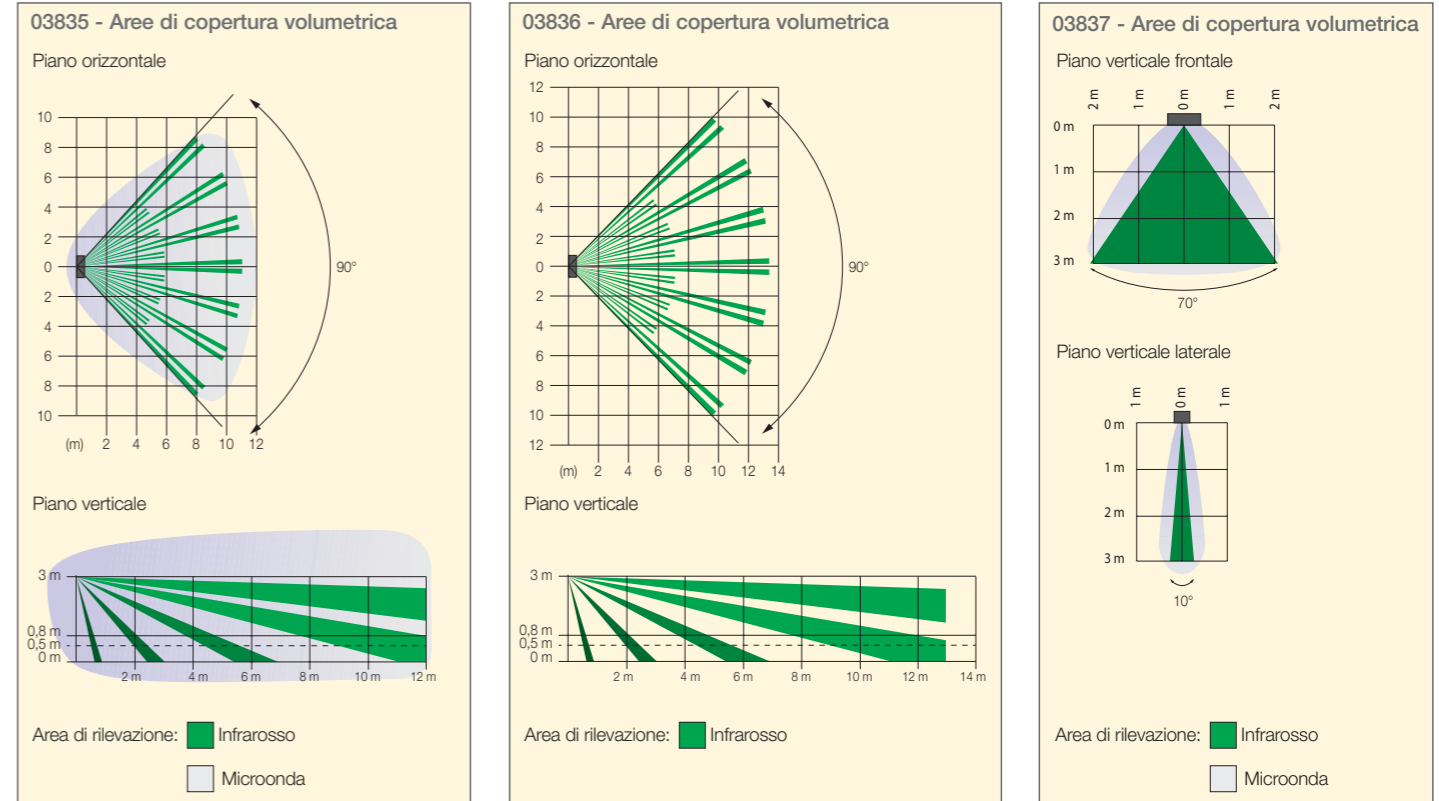 03835 - Aree di copertura volumetrica
Piano orizzontale
10
8
6
4
2
0
2
4
6
8
10
(m) 2 4 6 8 10 12
90°
Piano verticale
3 m
0,8 m
0,5 m
0 m
2 m 4 m 6 m 8 m 10 m 12 m
Area di rilevazione: Infrarosso
Microonda
03836 - Aree di copertura volumetrica
Piano orizzontale
12
10
8
6
4
2
0
2
4
6
8
10
12
(m) 2 4 6 8 10 12 14
90°
Piano verticale
3 m
0,8 m
0,5 m
0 m
2 m 4 m 6 m 8 m 10 m 12 m 14 m
Area di rilevazione: Infrarosso
03837 - Aree di copertura volumetrica
Piano verticale frontale
2 m 1 m 0 m 1 m 2 m
0 m
1 m
2 m
3 m
70°
Piano verticale laterale
1 m 0 m 1 m
0 m
1 m
2 m
3 m
10°
Area di rilevazione: Infrarosso
Microonda